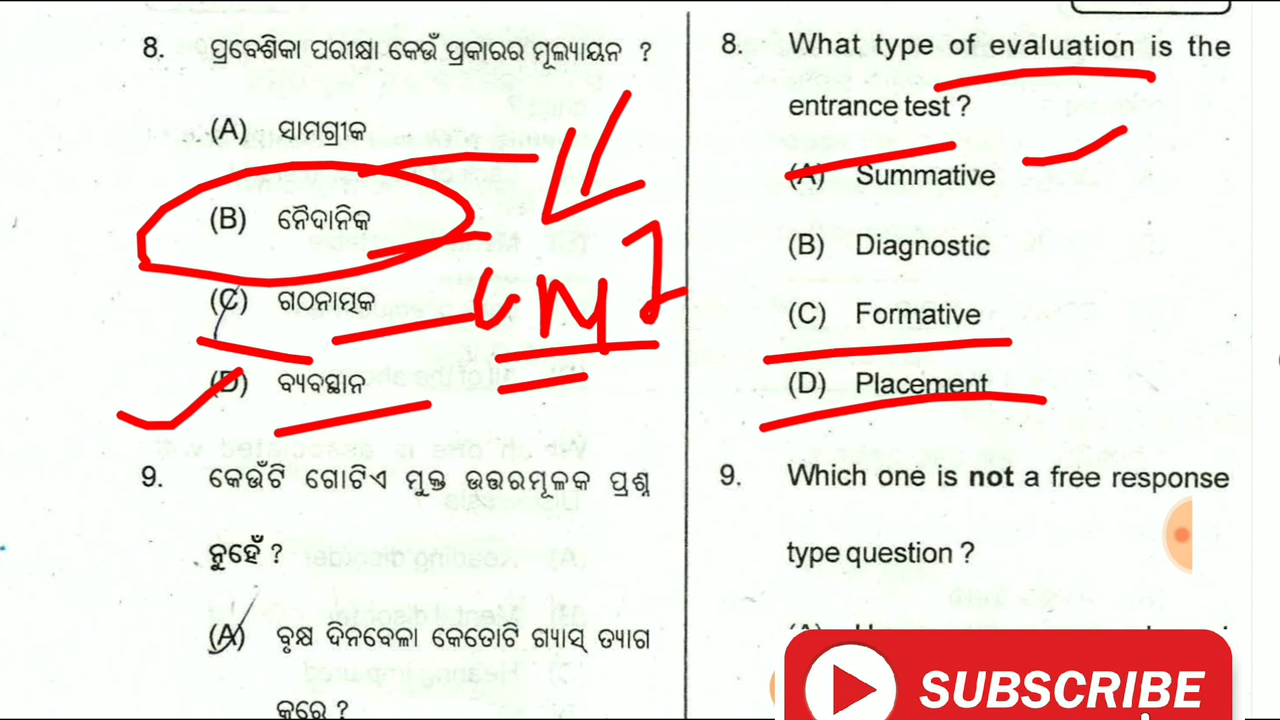 8. ପ୍ରବେଶିକା ପରୀକ୍ଷା କେଉଁ ପ୍ରକାରର ମୂଲ୍ୟାୟନ ?
(A) ସାମଗ୍ରୀକ
(B) ନୈଦାନିକ
(C) ଗଠନାତ୍ମକ
(D) ବ୍ୟବସ୍ଥାନ
9. କେଉଁଟି ଗୋଟିଏ ମୁକ୍ତ ଉତ୍ତରମୂଳକ ପ୍ରଶ୍ନ
ନୁହେଁ ?
(A) ବୃକ୍ଷ ଦିନବେଳା କେତୋଟି ଗ୍ୟାସ୍ ତ୍ୟାଗ
କରେ ?
8. What type of evaluation is the
entrance test ?
(A) Summative
(B) Diagnostic
(C) Formative
(D) Placement
9. Which one is not a free response
type question ?
SUBSCRIBE